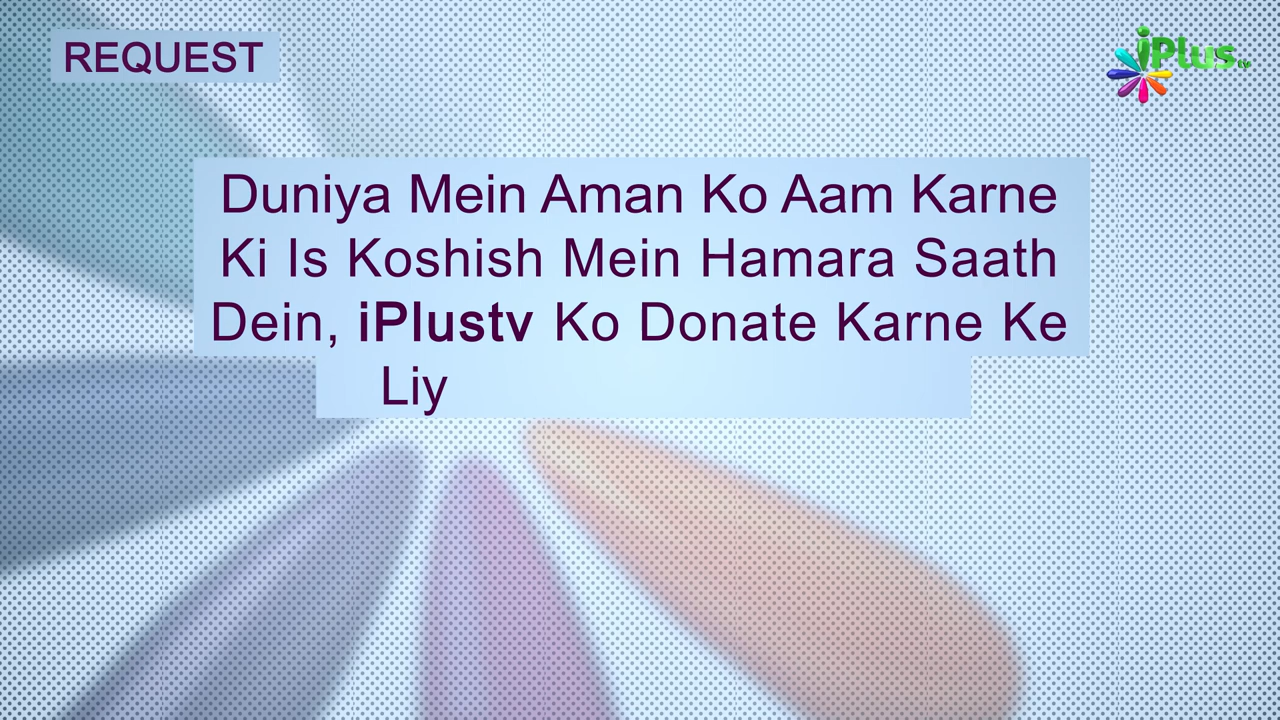 REQUEST
iPlus tv
Duniya Mein Aman Ko Aam Karne
Ki Is Koshish Mein Hamara Saath
Dein, iPlustv Ko Donate Karne Ke
Liy